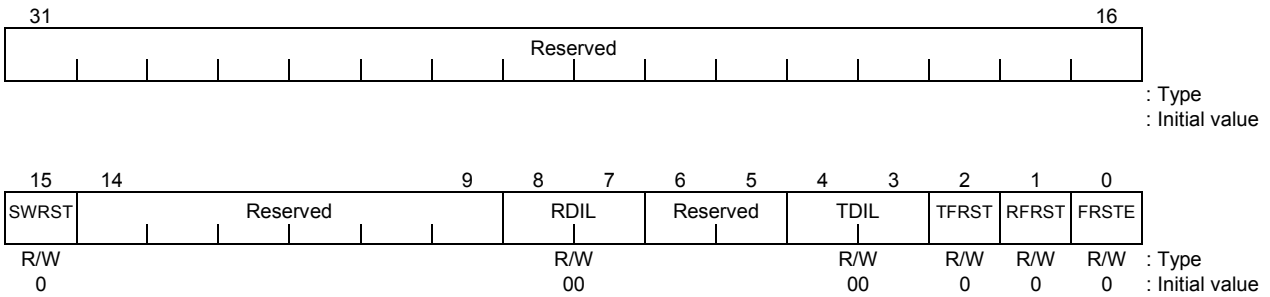 31 16
Reserved
: Type
: Initial value
15 14 9 8 7 6 5 4 3 2 1 0
SWRST Reserved RDIL Reserved TDIL TFRST RFRST FRSTE
R/W R/W R/W R/W R/W R/W : Type
0 00 00 0 0 0 : Initial value